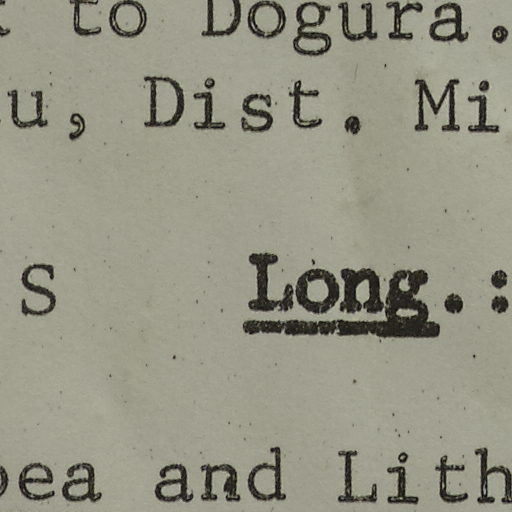 to Dogura.
u, Dist. Mi
S Long.:
ea and Lith